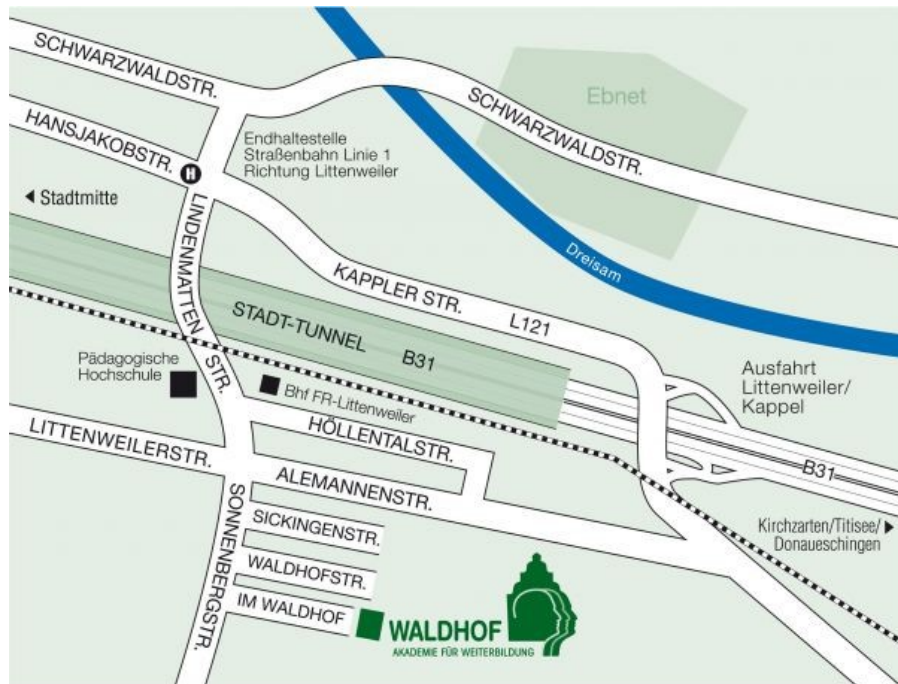 SCHWARZWALDSTR.
Ebnet
SCHWARZWALDSTR.
HANSJAKOBSTR.
Endhaltestelle
Straßenbahn Linie 1
Richtung Littenweiler
H
Stadtmitte
LINDENMATTEN STR.
Dreisam
KAPPLER STR.
L121
STADT-TUNNEL B31
Pädagogische
Hochschule
Bhf FR-Littenweiler
Ausfahrt
Littenweiler/
Kappel
HÖLLENTALSTR.
LITTENWEILERSTR.
B31
ALEMANNENSTR.
SONNENBERGSTR.
SICKINGENSTR.
Kirchzarten/Titisee/
Donaueschingen
WALDHOFSTR.
IM WALDHOF
WALDHOF
AKADEMIE FÜR WEITERBILDUNG